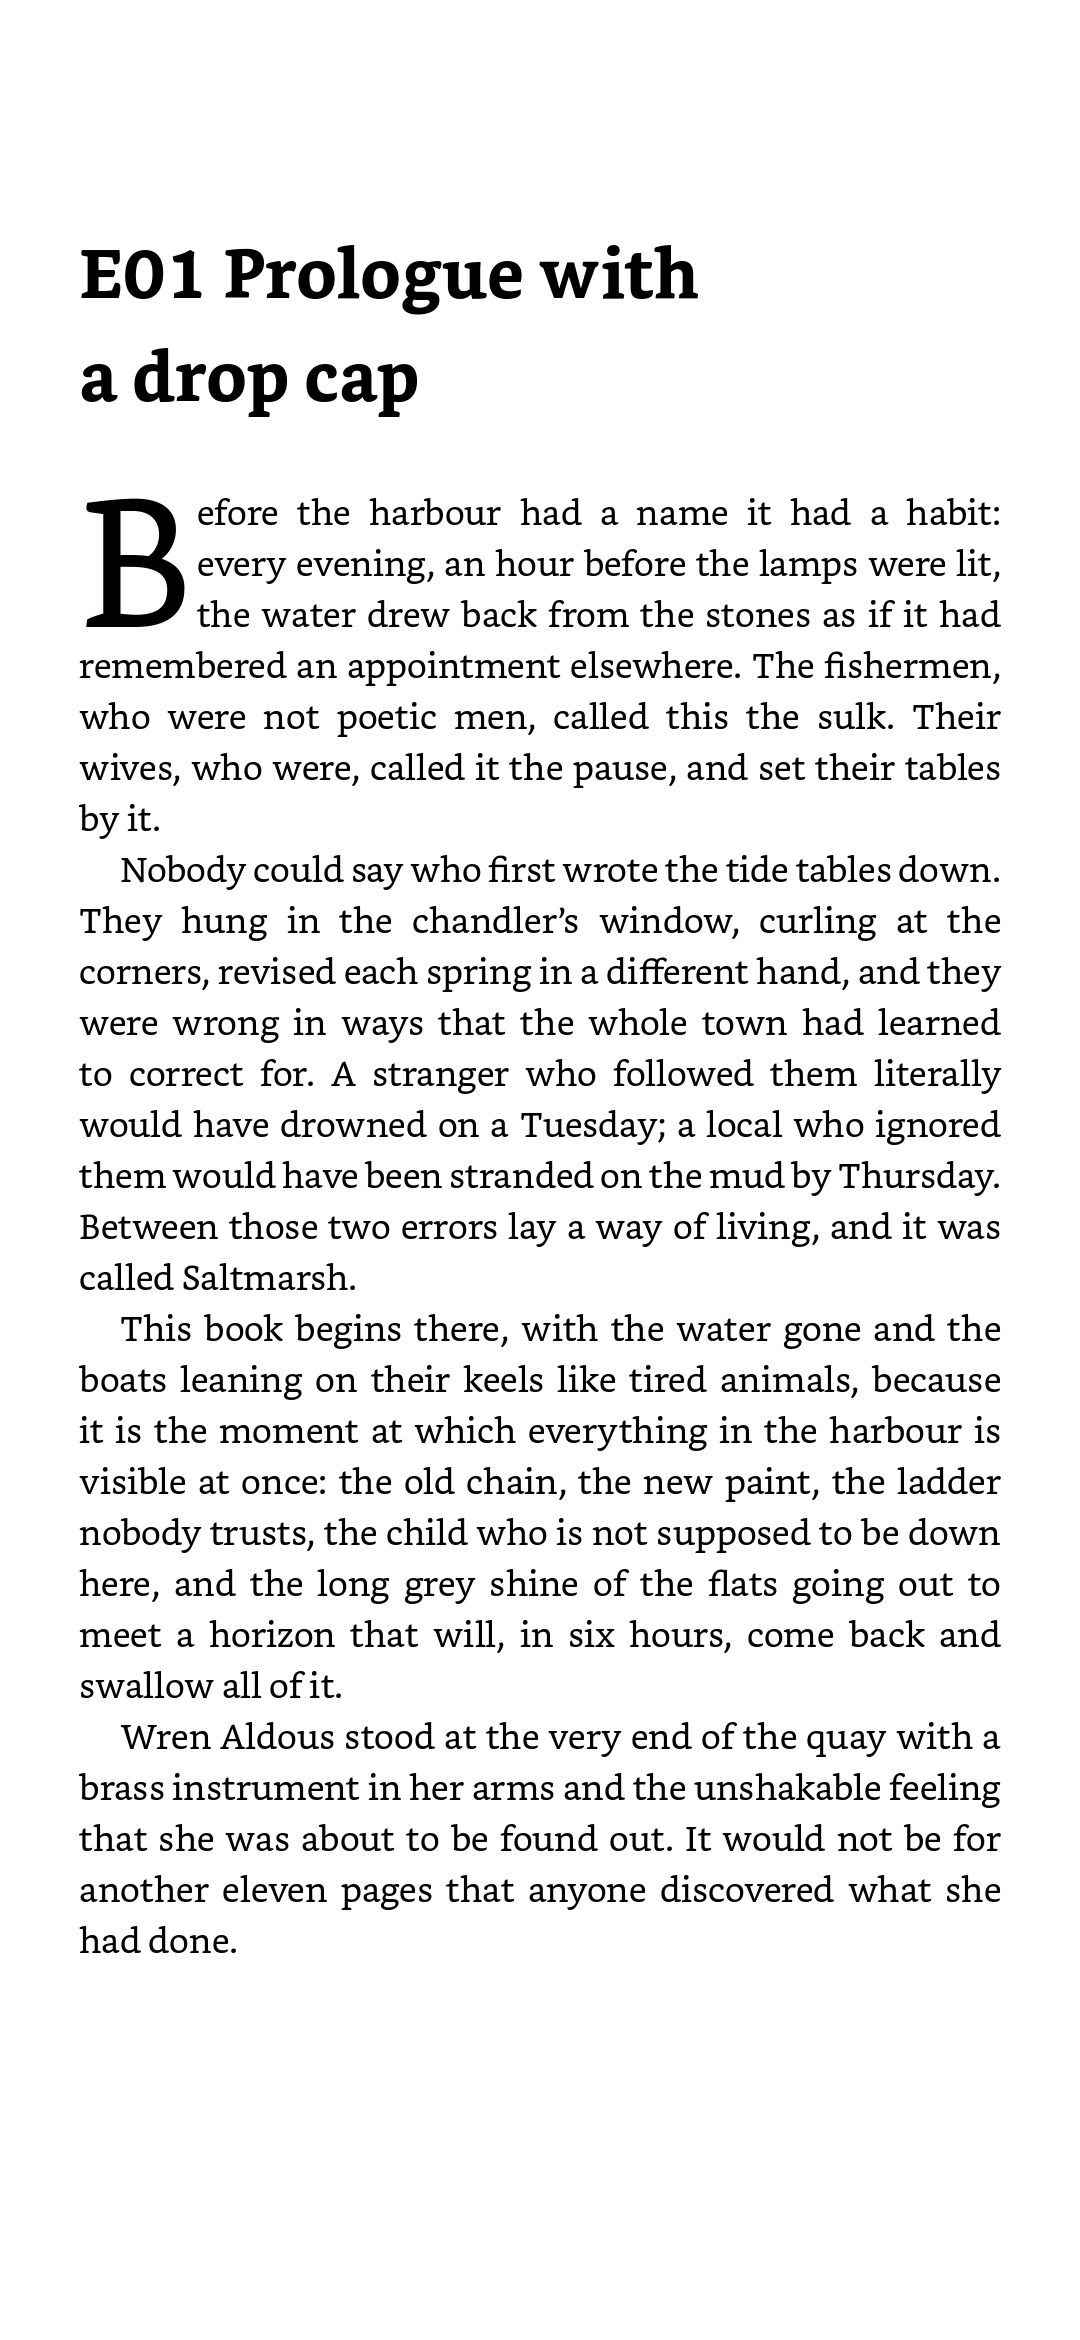 E01 Prologue with
a drop cap
Before the harbour had a name it had a habit:
every evening, an hour before the lamps were lit,
the water drew back from the stones as if it had
remembered an appointment elsewhere. The fishermen,
who were not poetic men, called this the sulk. Their
wives, who were, called it the pause, and set their tables
by it.
Nobody could say who first wrote the tide tables down.
They hung in the chandler’s window, curling at the
corners, revised each spring in a different hand, and they
were wrong in ways that the whole town had learned
to correct for. A stranger who followed them literally
would have drowned on a Tuesday; a local who ignored
them would have been stranded on the mud by Thursday.
Between those two errors lay a way of living, and it was
called Saltmarsh.
This book begins there, with the water gone and the
boats leaning on their keels like tired animals, because
it is the moment at which everything in the harbour is
visible at once: the old chain, the new paint, the ladder
nobody trusts, the child who is not supposed to be down
here, and the long grey shine of the flats going out to
meet a horizon that will, in six hours, come back and
swallow all of it.
Wren Aldous stood at the very end of the quay with a
brass instrument in her arms and the unshakable feeling
that she was about to be found out. It would not be for
another eleven pages that anyone discovered what she
had done.